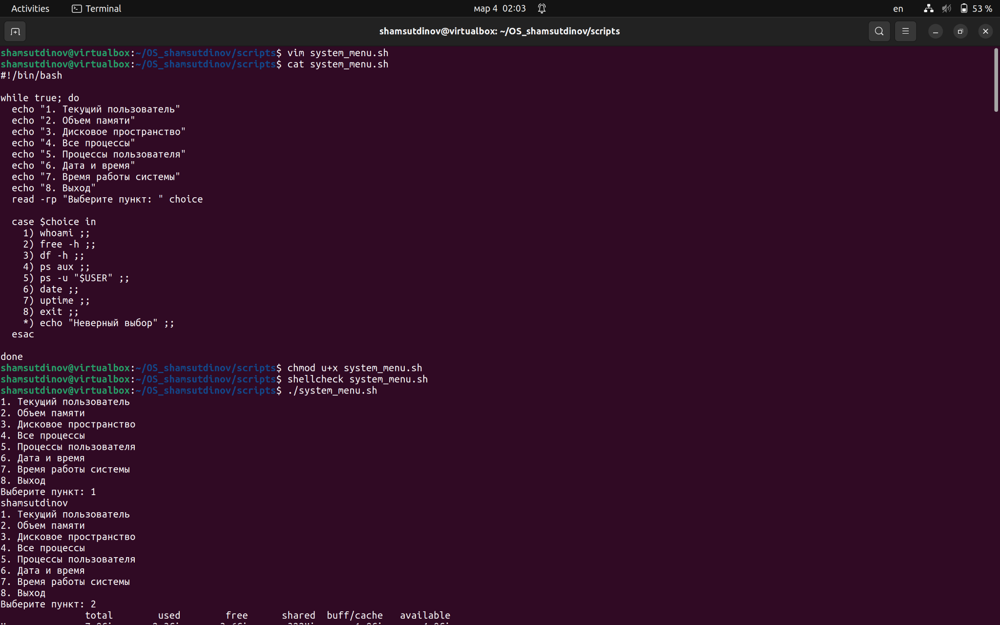 Activities Terminal мар 4 02:03 en 53 %
shamsutdinov@virtualbox: ~/OS_shamsutdinov/scripts
shamsutdinov@virtualbox:~/OS_shamsutdinov/scripts$ vim system_menu.sh
shamsutdinov@virtualbox:~/OS_shamsutdinov/scripts$ cat system_menu.sh
#!/bin/bash
while true; do
echo "1. Текущий пользователь"
echo "2. Объем памяти"
echo "3. Дисковое пространство"
echo "4. Все процессы"
echo "5. Процессы пользователя"
echo "6. Дата и время"
echo "7. Время работы системы"
echo "8. Выход"
read -rp "Выберите пункт: " choice
case $choice in
1) whoami ;;
2) free -h ;;
3) df -h ;;
4) ps aux ;;
5) ps -u "$USER" ;;
6) date ;;
7) uptime ;;
8) exit ;;
*) echo "Неверный выбор" ;;
esac
done
shamsutdinov@virtualbox:~/OS_shamsutdinov/scripts$ chmod u+x system_menu.sh
shamsutdinov@virtualbox:~/OS_shamsutdinov/scripts$ shellcheck system_menu.sh
shamsutdinov@virtualbox:~/OS_shamsutdinov/scripts$ ./system_menu.sh
1. Текущий пользователь
2. Объем памяти
3. Дисковое пространство
4. Все процессы
5. Процессы пользователя
6. Дата и время
7. Время работы системы
8. Выход
Выберите пункт: 1
shamsutdinov
1. Текущий пользователь
2. Объем памяти
3. Дисковое пространство
4. Все процессы
5. Процессы пользователя
6. Дата и время
7. Время работы системы
8. Выход
Выберите пункт: 2
total used free shared buff/cache available